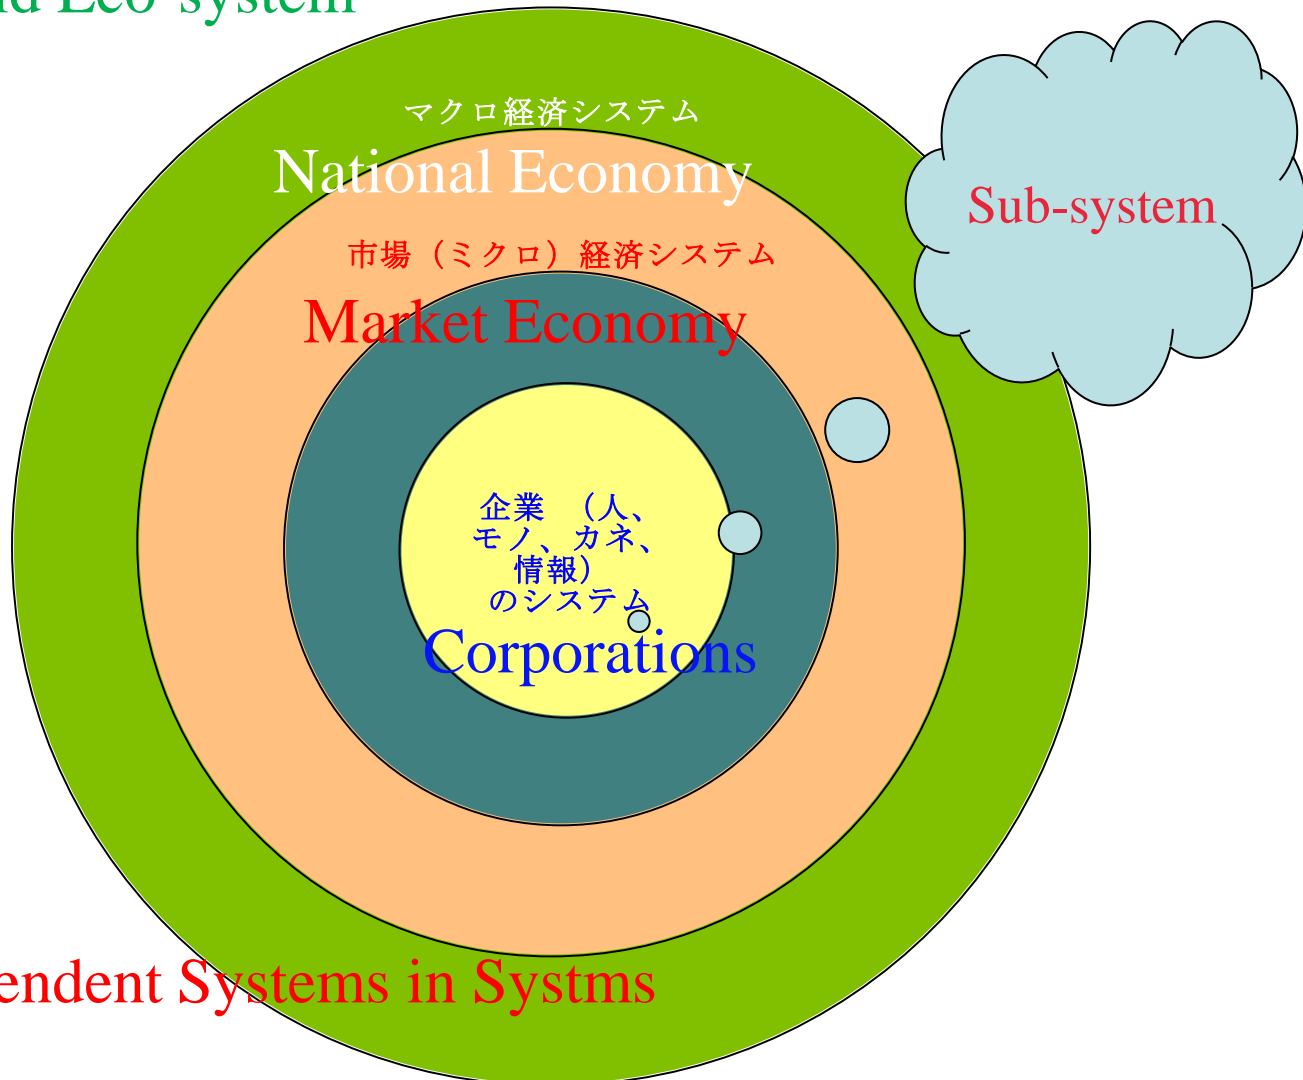 Eco-system
マクロ経済システム
National Economy
Sub-system
市場（ミクロ）経済システム
Market Economy
企業　（人、
モノ、カネ、
情報）
のシステム
Corporations
Systems in Systms